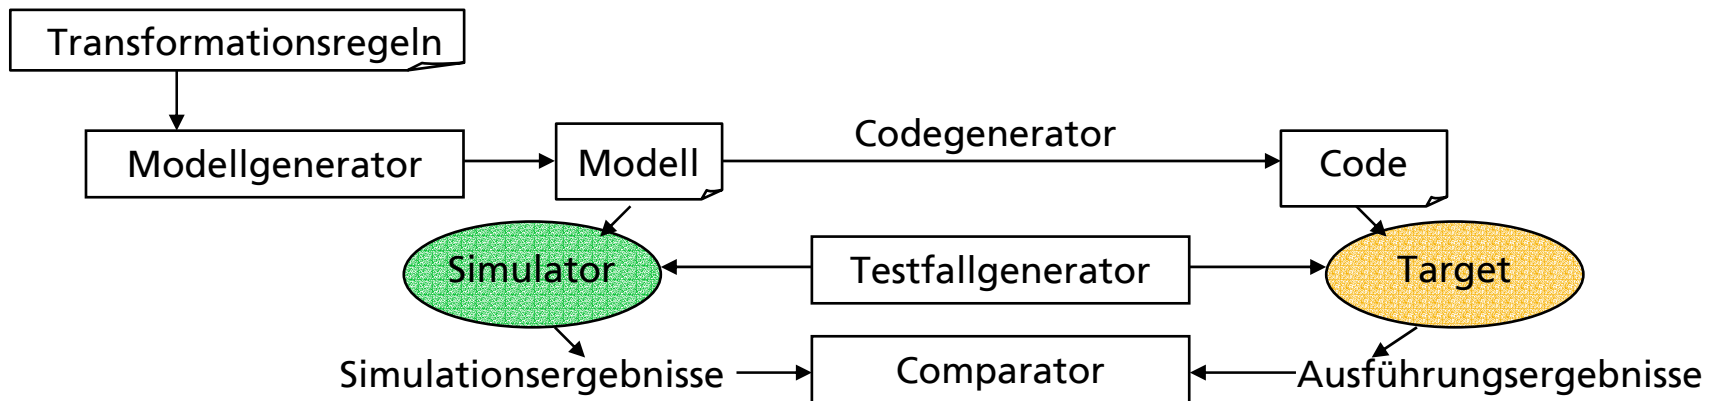 Transformationsregeln
Codegenerator
Modellgenerator
Modell
Code
Simulator
Testfallgenerator
Target
Simulationsergebnisse
Comparator
Ausführungsergebnisse